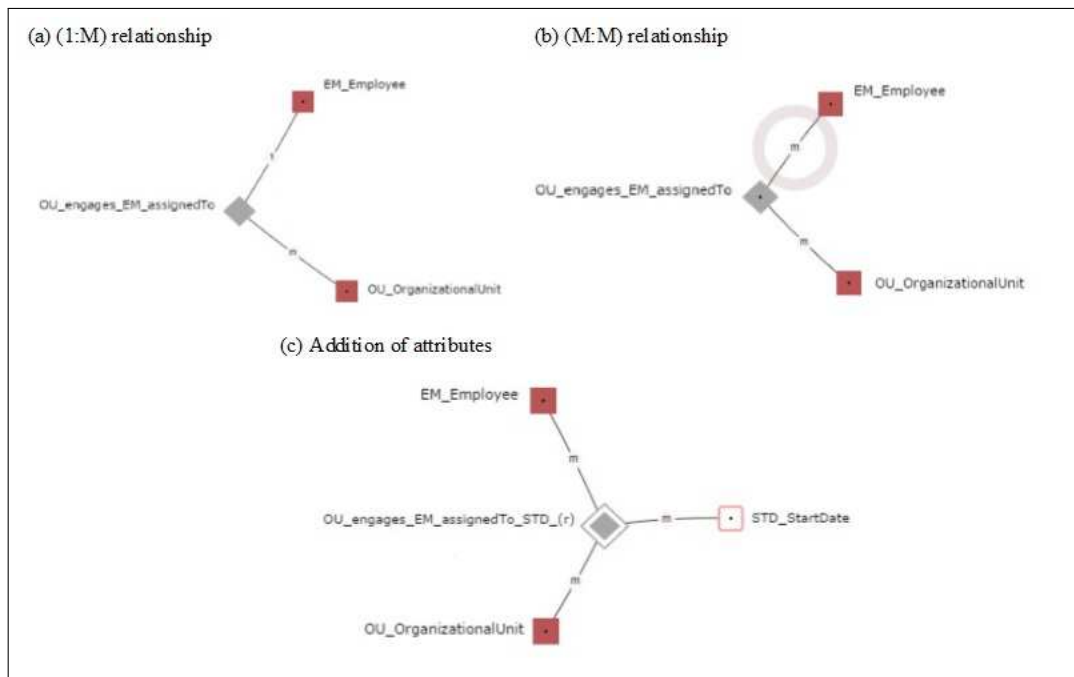 (a) (1:M) relationship
(b) (M:M) relationship
EM_Employee
EM_Employee
1
m
OU_engages_EM_assignedTo
OU_engages_EM_assignedTo
m
m
OU_OrganizationalUnit
OU_OrganizationalUnit
(c) Addition of attributes
EM_Employee
m
OU_engages_EM_assignedTo_STD_(r)
m
STD_StartDate
m
OU_OrganizationalUnit